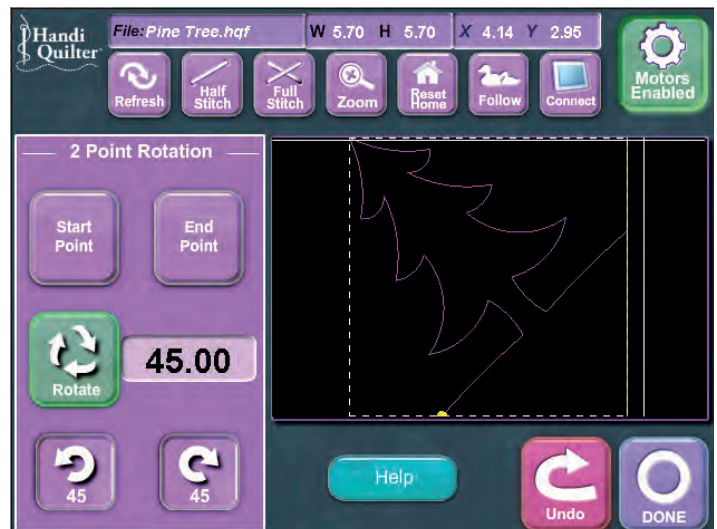 Handi
Quilter
File: Pine Tree.hqf W 5.70 H 5.70 X 4.14 Y 2.95
Refresh
Half
Stitch
Full
Stitch
Zoom
Reset
Home
Follow
Connect
Motors
Enabled
2 Point Rotation
Start
Point
End
Point
Rotate
45.00
45
45
Help
Undo
DONE